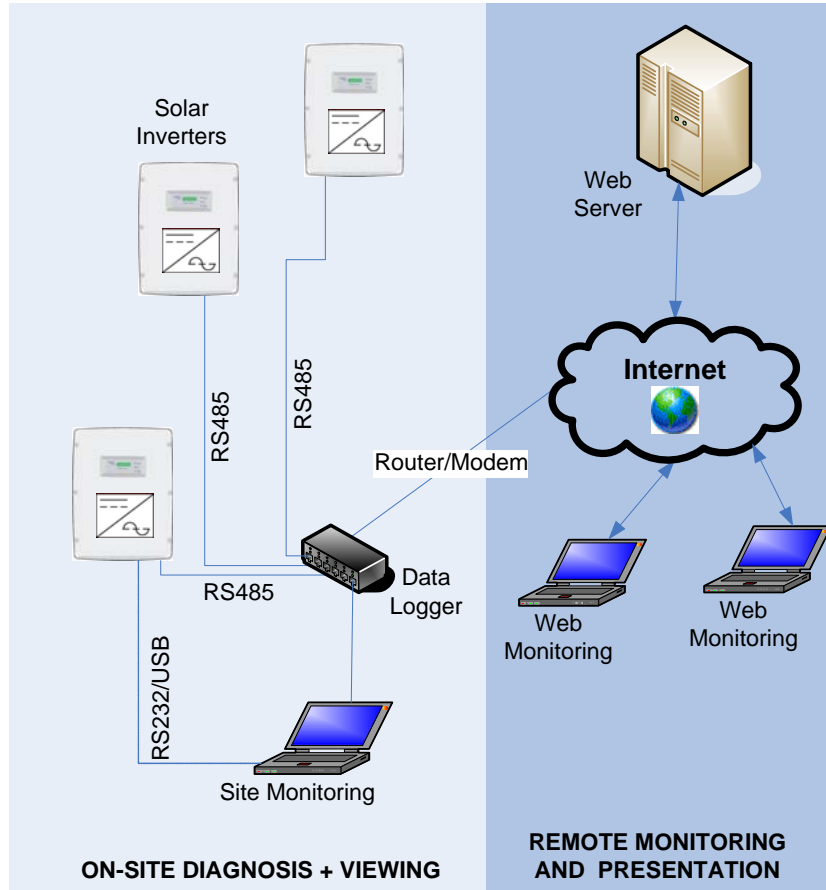 Solar
Inverters
Web
Server
Internet
RS485
RS485
Router/Modem
RS485
Data
Logger
RS232/USB
Site Monitoring
Web
Monitoring
Web
Monitoring
ON-SITE DIAGNOSIS + VIEWING
REMOTE MONITORING
AND PRESENTATION